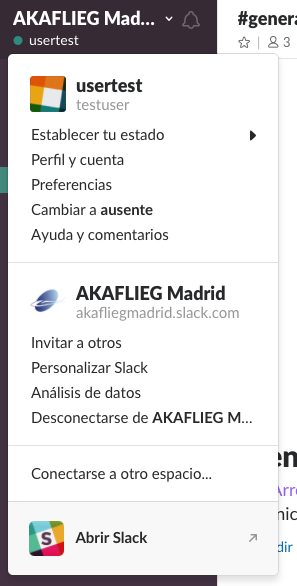 AKAFLIEG Mad...
usertest
#genera
3
usertest
testuser
Establecer tu estado
Perfil y cuenta
Preferencias
Cambiar a ausente
Ayuda y comentarios
AKAFLIEG Madrid
akafliegmadrid.slack.com
Invitar a otros
Personalizar Slack
Análisis de datos
Desconectarse de AKAFLIEG M...
Conectarse a otro espacio...
Abrir Slack